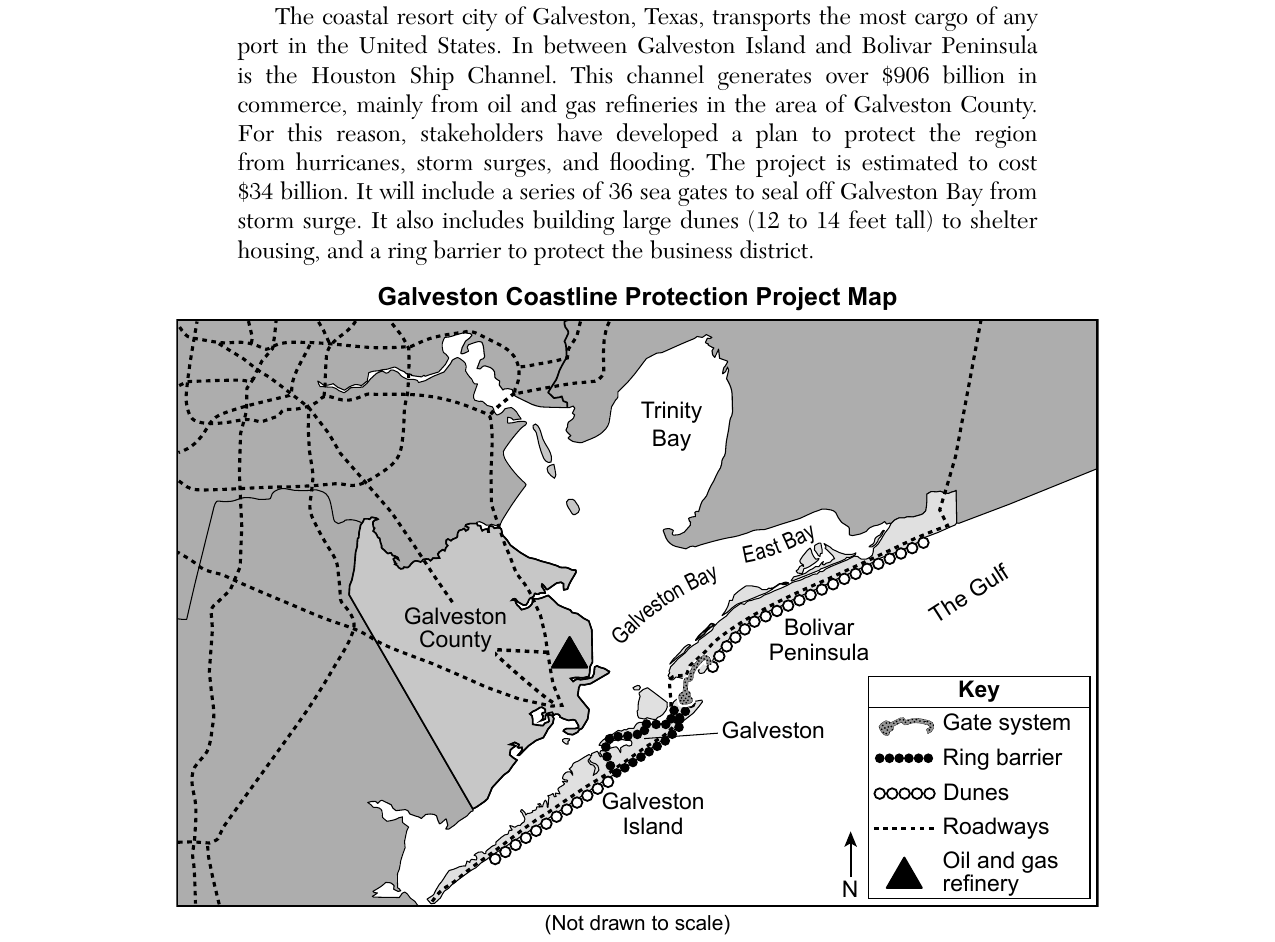 The coastal resort city of Galveston, Texas, transports the most cargo of any
port in the United States. In between Galveston Island and Bolivar Peninsula
is the Houston Ship Channel. This channel generates over $906 billion in
commerce, mainly from oil and gas refineries in the area of Galveston County.
For this reason, stakeholders have developed a plan to protect the region
from hurricanes, storm surges, and flooding. The project is estimated to cost
$34 billion. It will include a series of 36 sea gates to seal off Galveston Bay from
storm surge. It also includes building large dunes (12 to 14 feet tall) to shelter
housing, and a ring barrier to protect the business district.
Galveston Coastline Protection Project Map
Trinity
Bay
East Bay
Galveston Bay
The Gulf
Galveston
County
Bolivar
Peninsula
Galveston
Galveston
Island
Key
Gate system
Ring barrier
Dunes
Roadways
Oil and gas
refinery
N
(Not drawn to scale)